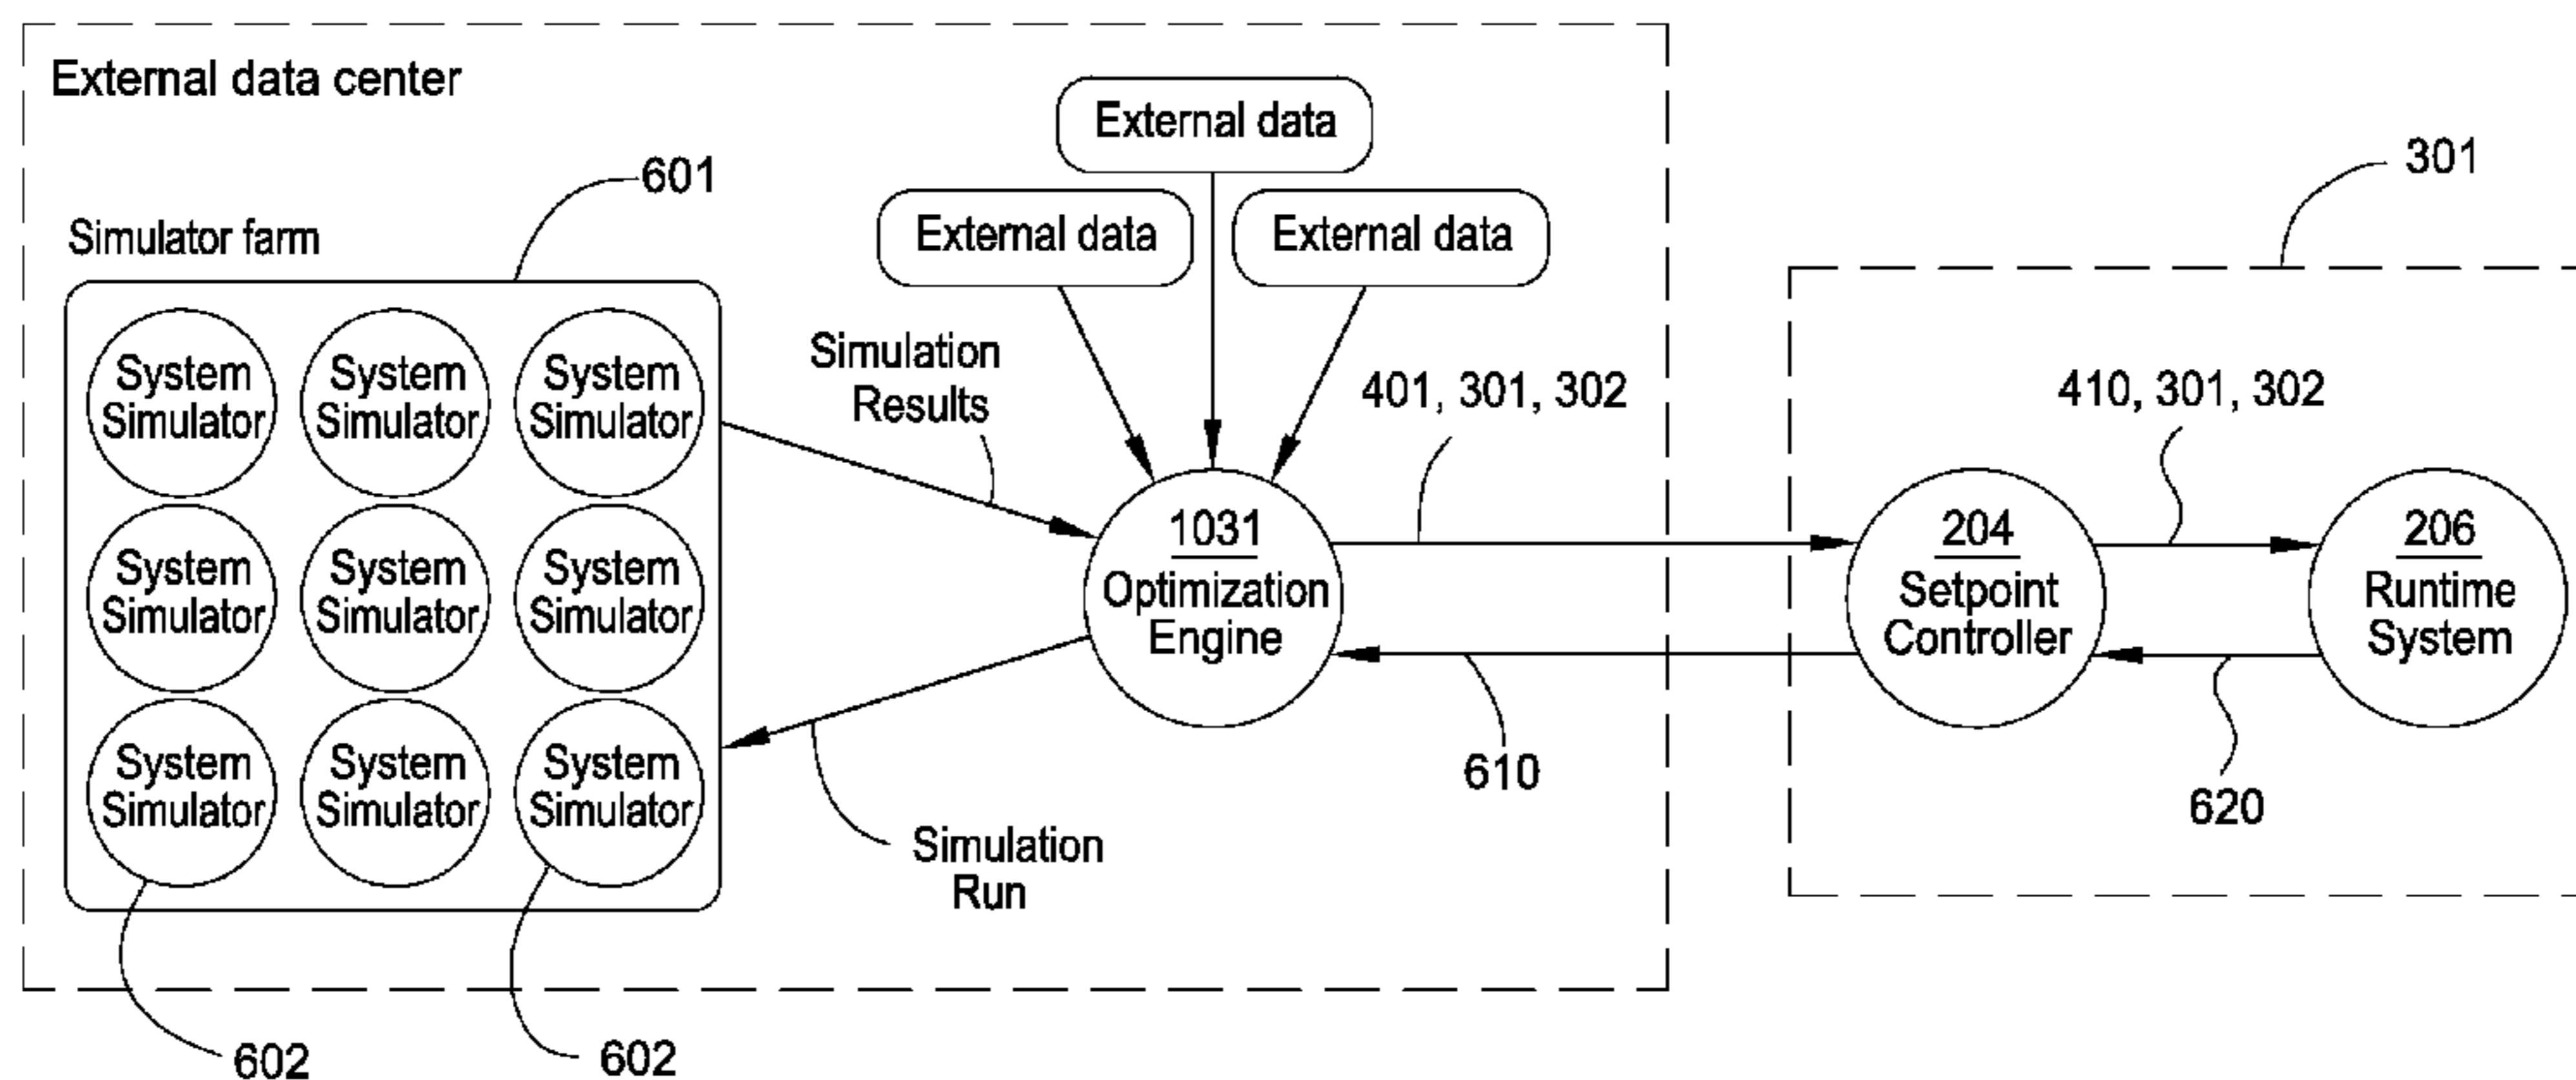 External data center
External data
601
301
External data
External data
Simulator farm
Simulation
Results
401, 301, 302
410, 301, 302
System
Simulator
System
Simulator
System
Simulator
1031
Optimization
Engine
204
Setpoint
Controller
206
Runtime
System
System
Simulator
System
Simulator
System
Simulator
610
620
System
Simulator
System
Simulator
System
Simulator
Simulation
Run
602
602